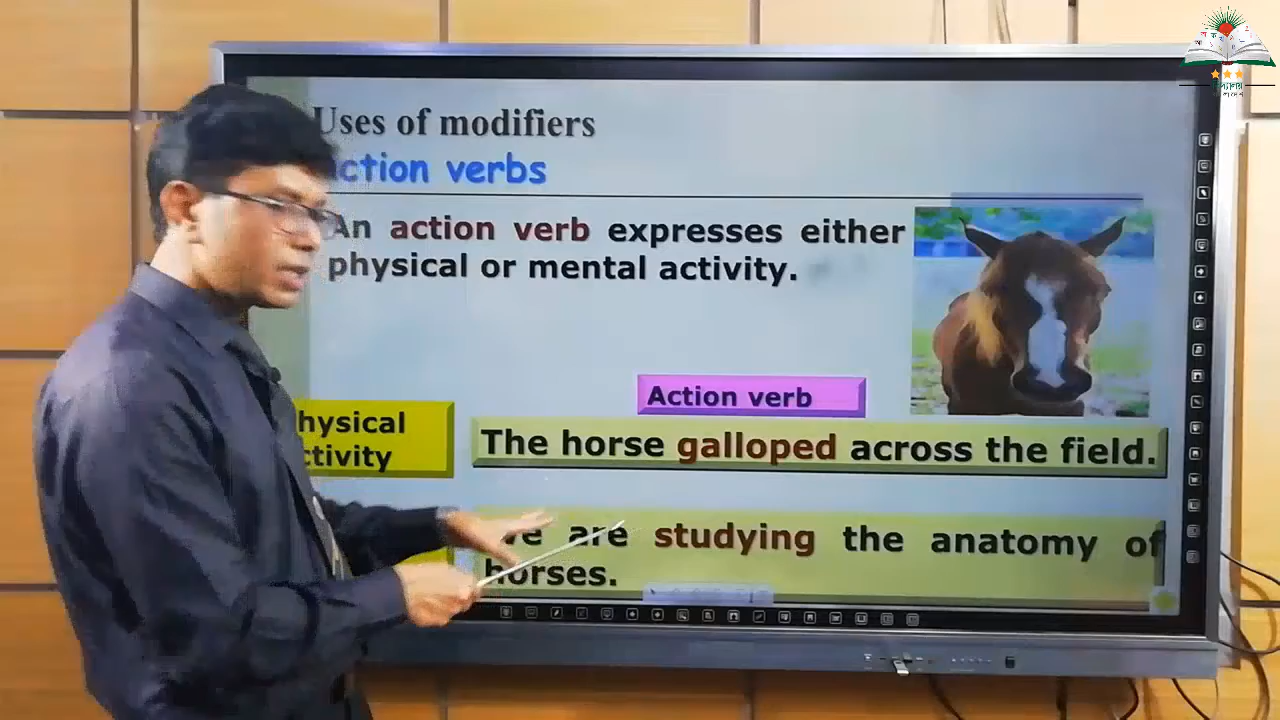 Uses of modifiers
ction verbs
An action verb expresses either
physical or mental activity.
Action verb
hysical
ctivity
The horse galloped across the field.
We are studying the anatomy of
horses.